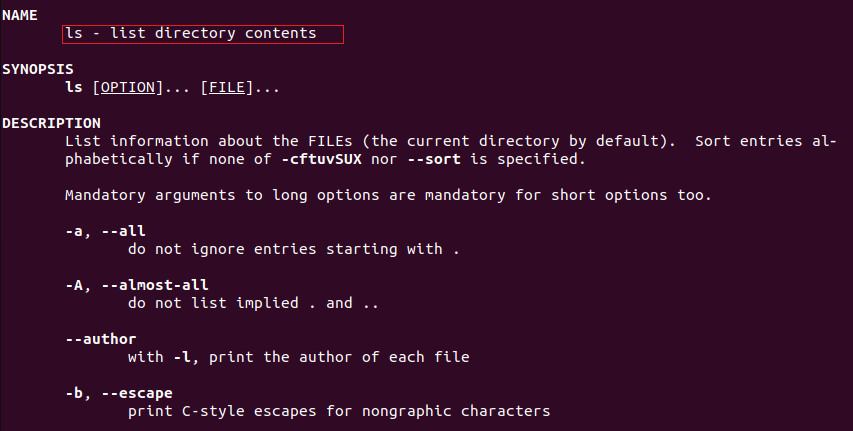 NAME
ls - list directory contents
SYNOPSIS
ls [OPTION]... [FILE]...
DESCRIPTION
List information about the FILEs (the current directory by default).  Sort entries al-
phabetically if none of -cftuvSUX nor --sort is specified.
Mandatory arguments to long options are mandatory for short options too.
-a, --all
do not ignore entries starting with .
-A, --almost-all
do not list implied . and ..
--author
with -l, print the author of each file
-b, --escape
print C-style escapes for nongraphic characters